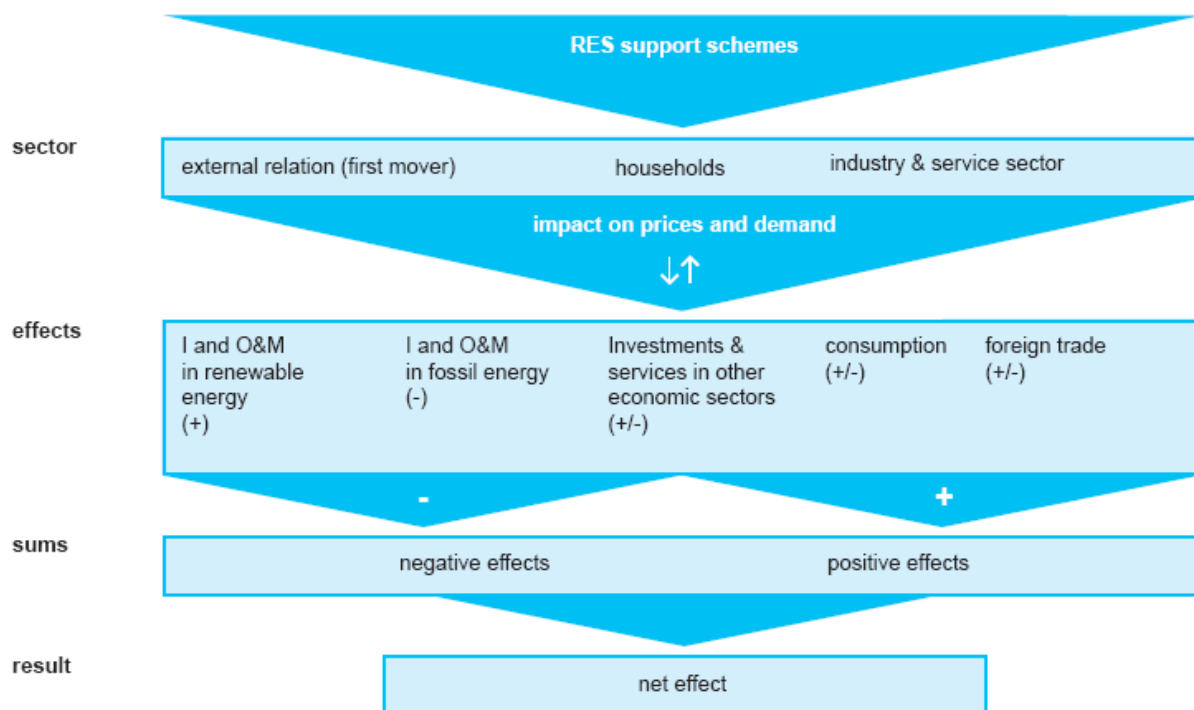 RES support schemes
sector
external relation (first mover)
households
industry & service sector
impact on prices and demand
↓↑
effects
I and O&M
in renewable
energy
(+)
I and O&M
in fossil energy
(-)
Investments &
services in other
economic sectors
(+/-)
consumption
(+/-)
foreign trade
(+/-)
-
+
sums
negative effects
positive effects
result
net effect